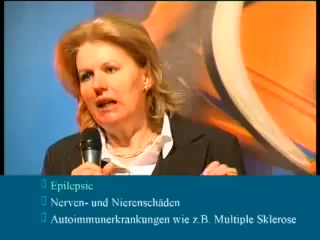 Epilepsie
Nerven- und Nierenschäden
Autoimmunerkrankungen wie z.B. Multiple Sklerose